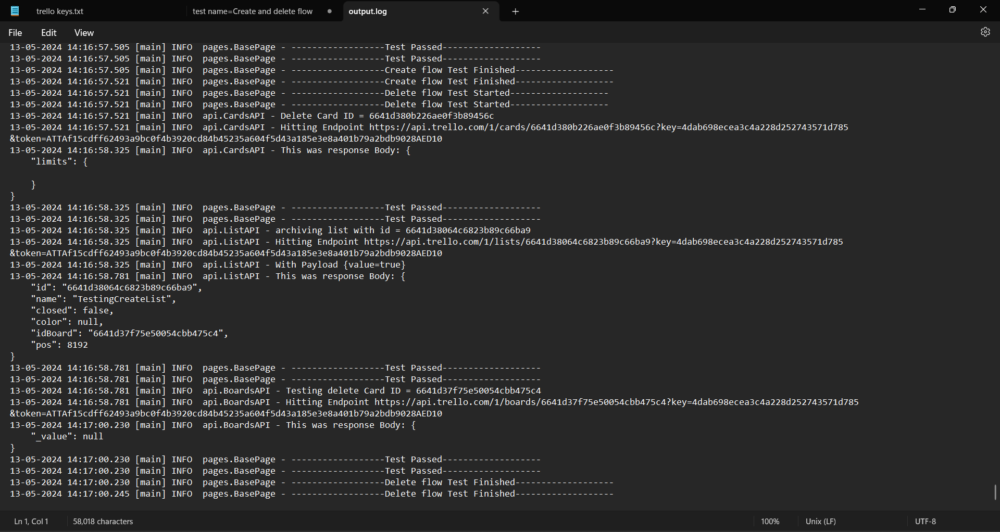 trello keys.txt
test name=Create and delete flow
output.log
File Edit View
13-05-2024 14:16:57.505 [main] INFO  pages.BasePage - ------------------Test Passed-------------------
13-05-2024 14:16:57.505 [main] INFO  pages.BasePage - ------------------Test Passed-------------------
13-05-2024 14:16:57.505 [main] INFO  pages.BasePage - ------------------Create flow Test Finished-------------------
13-05-2024 14:16:57.521 [main] INFO  pages.BasePage - ------------------Create flow Test Finished-------------------
13-05-2024 14:16:57.521 [main] INFO  pages.BasePage - ------------------Delete flow Test Started-------------------
13-05-2024 14:16:57.521 [main] INFO  pages.BasePage - ------------------Delete flow Test Started-------------------
13-05-2024 14:16:57.521 [main] INFO  api.CardsAPI - Delete Card ID = 6641d380b226ae0f3b89456c
13-05-2024 14:16:57.521 [main] INFO  api.CardsAPI - Hitting Endpoint https://api.trello.com/1/cards/6641d380b226ae0f3b89456c?key=4dab698ecea3c4a228d252743571d785
&token=ATTAf15cdff62493a9bc0f4b3920cd84b45235a604f5d43a185e3e8a401b79a2bdb9028AED10
13-05-2024 14:16:58.325 [main] INFO  api.CardsAPI - This was response Body: {
    "limits": {
    }
}
13-05-2024 14:16:58.325 [main] INFO  pages.BasePage - ------------------Test Passed-------------------
13-05-2024 14:16:58.325 [main] INFO  pages.BasePage - ------------------Test Passed-------------------
13-05-2024 14:16:58.325 [main] INFO  api.ListAPI - archiving list with id = 6641d38064c6823b89c66ba9
13-05-2024 14:16:58.325 [main] INFO  api.ListAPI - Hitting Endpoint https://api.trello.com/1/lists/6641d38064c6823b89c66ba9?key=4dab698ecea3c4a228d252743571d785
&token=ATTAf15cdff62493a9bc0f4b3920cd84b45235a604f5d43a185e3e8a401b79a2bdb9028AED10
13-05-2024 14:16:58.325 [main] INFO  api.ListAPI - With Payload {value=true}
13-05-2024 14:16:58.781 [main] INFO  api.ListAPI - This was response Body: {
    "id": "6641d38064c6823b89c66ba9",
    "name": "TestingCreateList",
    "closed": false,
    "color": null,
    "idBoard": "6641d37f75e50054cbb475c4",
    "pos": 8192
}
13-05-2024 14:16:58.781 [main] INFO  pages.BasePage - ------------------Test Passed-------------------
13-05-2024 14:16:58.781 [main] INFO  pages.BasePage - ------------------Test Passed-------------------
13-05-2024 14:16:58.781 [main] INFO  api.BoardsAPI - Testing delete Card ID = 6641d37f75e50054cbb475c4
13-05-2024 14:16:58.781 [main] INFO  api.BoardsAPI - Hitting Endpoint https://api.trello.com/1/boards/6641d37f75e50054cbb475c4?key=4dab698ecea3c4a228d252743571d785
&token=ATTAf15cdff62493a9bc0f4b3920cd84b45235a604f5d43a185e3e8a401b79a2bdb9028AED10
13-05-2024 14:17:00.230 [main] INFO  api.BoardsAPI - This was response Body: {
    "_value": null
}
13-05-2024 14:17:00.230 [main] INFO  pages.BasePage - ------------------Test Passed-------------------
13-05-2024 14:17:00.230 [main] INFO  pages.BasePage - ------------------Test Passed-------------------
13-05-2024 14:17:00.230 [main] INFO  pages.BasePage - ------------------Delete flow Test Finished-------------------
13-05-2024 14:17:00.245 [main] INFO  pages.BasePage - ------------------Delete flow Test Finished-------------------
Ln 1, Col 1 58,018 characters 100% Unix (LF) UTF-8